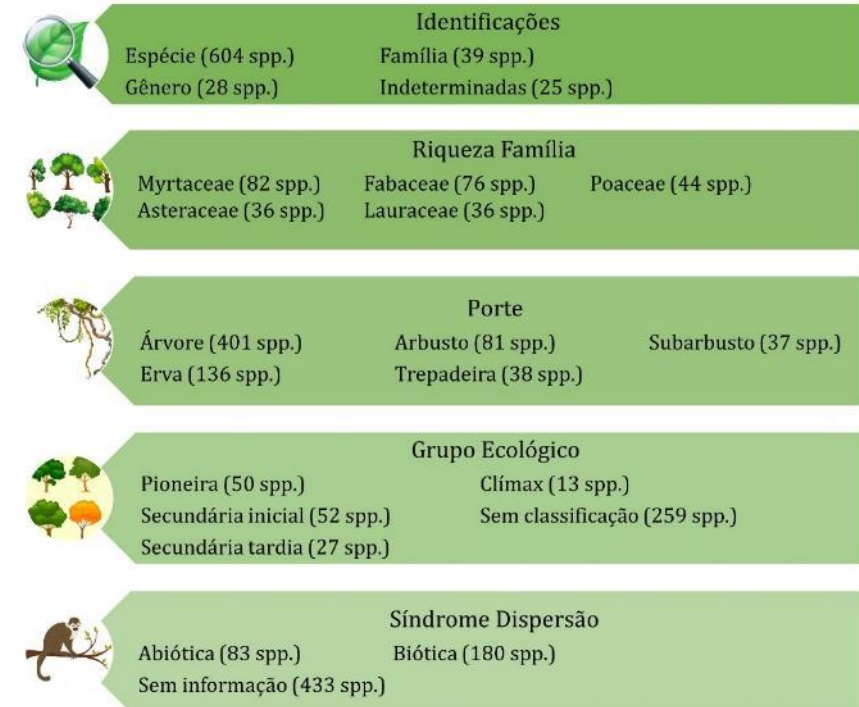 Identificações
Espécie (604 spp.) Família (39 spp.)
Gênero (28 spp.) Indeterminadas (25 spp.)
Riqueza Família
Myrtaceae (82 spp.) Fabaceae (76 spp.) Poaceae (44 spp.)
Asteraceae (36 spp.) Lauraceae (36 spp.)
Porte
Árvore (401 spp.) Arbusto (81 spp.) Subarbusto (37 spp.)
Erva (136 spp.) Trepadeira (38 spp.)
Grupo Ecológico
Pioneira (50 spp.) Clímax (13 spp.)
Secundária inicial (52 spp.) Sem classificação (259 spp.)
Secundária tardia (27 spp.)
Síndrome Dispersão
Abiótica (83 spp.) Biótica (180 spp.)
Sem informação (433 spp.)